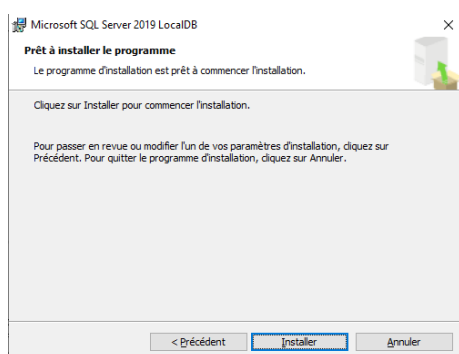 Microsoft SQL Server 2019 LocalDB
Prêt à installer le programme
Le programme d'installation est prêt à commencer l'installation.
Cliquez sur Installer pour commencer l'installation.
Pour passer en revue ou modifier l'un de vos paramètres d'installation, cliquez sur
Précédent. Pour quitter le programme d'installation, cliquez sur Annuler.
< Précédent Installer Annuler